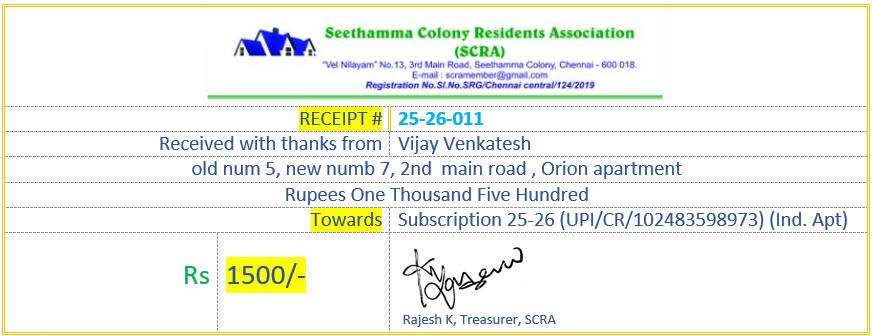 Seethamma Colony Residents Association
(SCRA)
"Vel Nilayam" No.13, 3rd Main Road, Seethamma Colony, Chennai - 600 018.
E-mail : scramember@gmail.com
Registration No.Sl.No.SRG/Chennai central/124/2019
RECEIPT # 25-26-011
Received with thanks from Vijay Venkatesh
old num 5, new numb 7, 2nd main road , Orion apartment
Rupees One Thousand Five Hundred
Towards Subscription 25-26 (UPI/CR/102483598973) (Ind. Apt)
Rs 1500/-
Rajesh K, Treasurer, SCRA